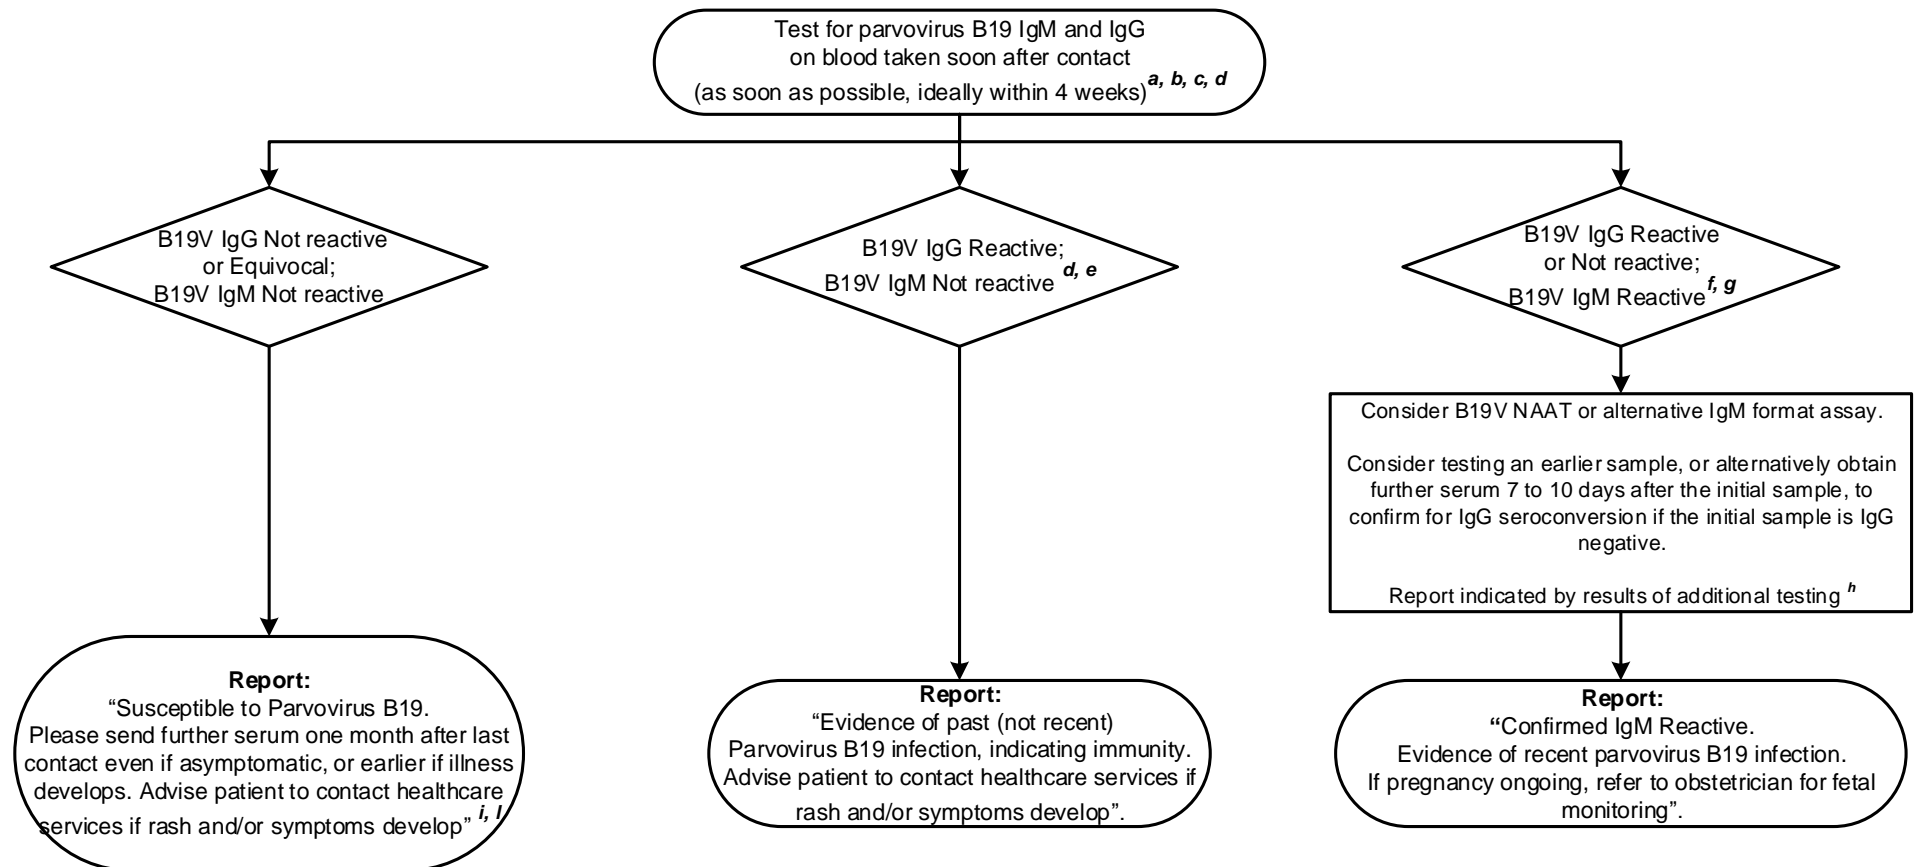 Test for parvovirus B19 IgM and IgG
on blood taken soon after contact
(as soon as possible, ideally within 4 weeks) a, b, c, d
B19V IgG Not reactive
or Equivocal;
B19V IgM Not reactive
B19V IgG Reactive;
B19V IgM Not reactive d, e
B19V IgG Reactive
or Not reactive;
B19V IgM Reactive f, g
Consider B19V NAAT or alternative IgM format assay.
Consider testing an earlier sample, or alternatively obtain
further serum 7 to 10 days after the initial sample, to
confirm for IgG seroconversion if the initial sample is IgG
negative.
Report indicated by results of additional testing h
Report:
“Susceptible to Parvovirus B19.
Please send further serum one month after last
contact even if asymptomatic, or earlier if illness
develops. Advise patient to contact healthcare
services if rash and/or symptoms develop” i, l
Report:
“Evidence of past (not recent)
Parvovirus B19 infection, indicating immunity.
Advise patient to contact healthcare services if
rash and/or symptoms develop”.
Report:
“Confirmed IgM Reactive.
Evidence of recent parvovirus B19 infection.
If pregnancy ongoing, refer to obstetrician for fetal
monitoring”.